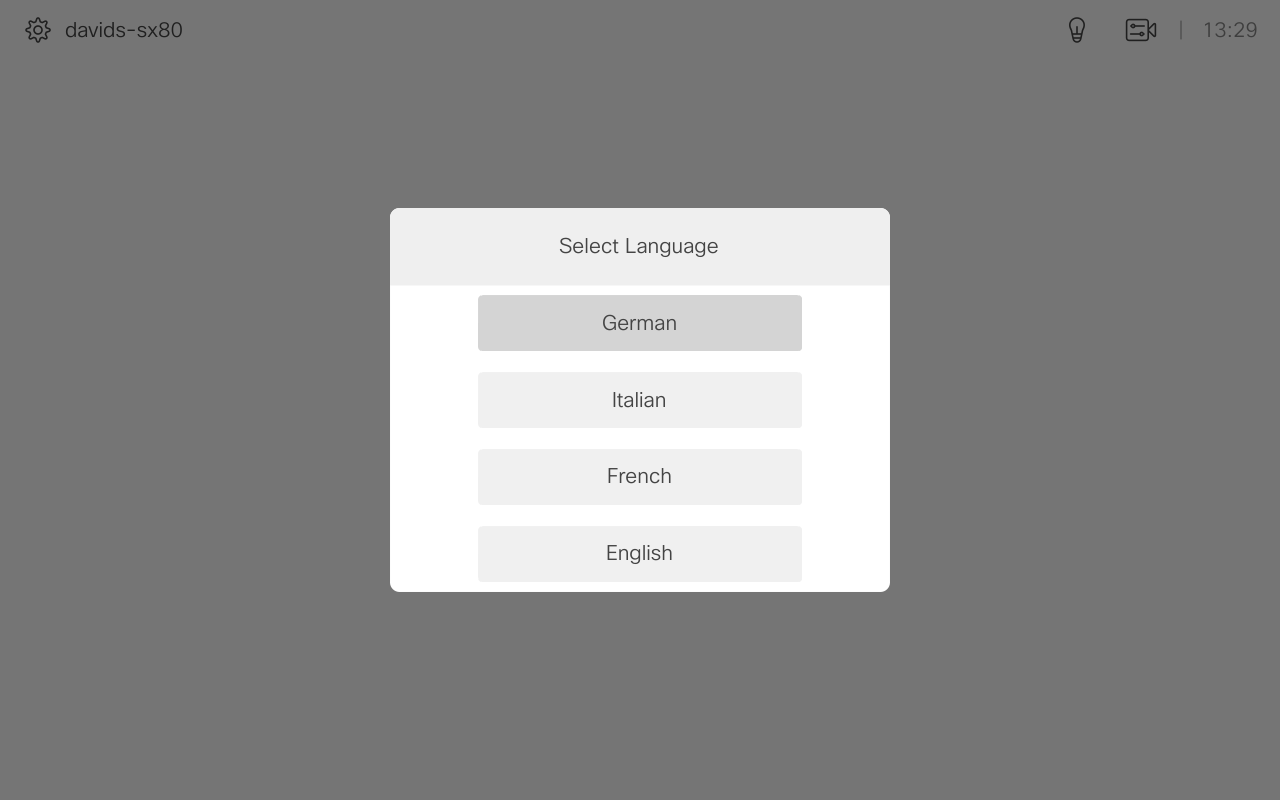 davids-sx80
13:29
Select Language
German
Italian
French
English